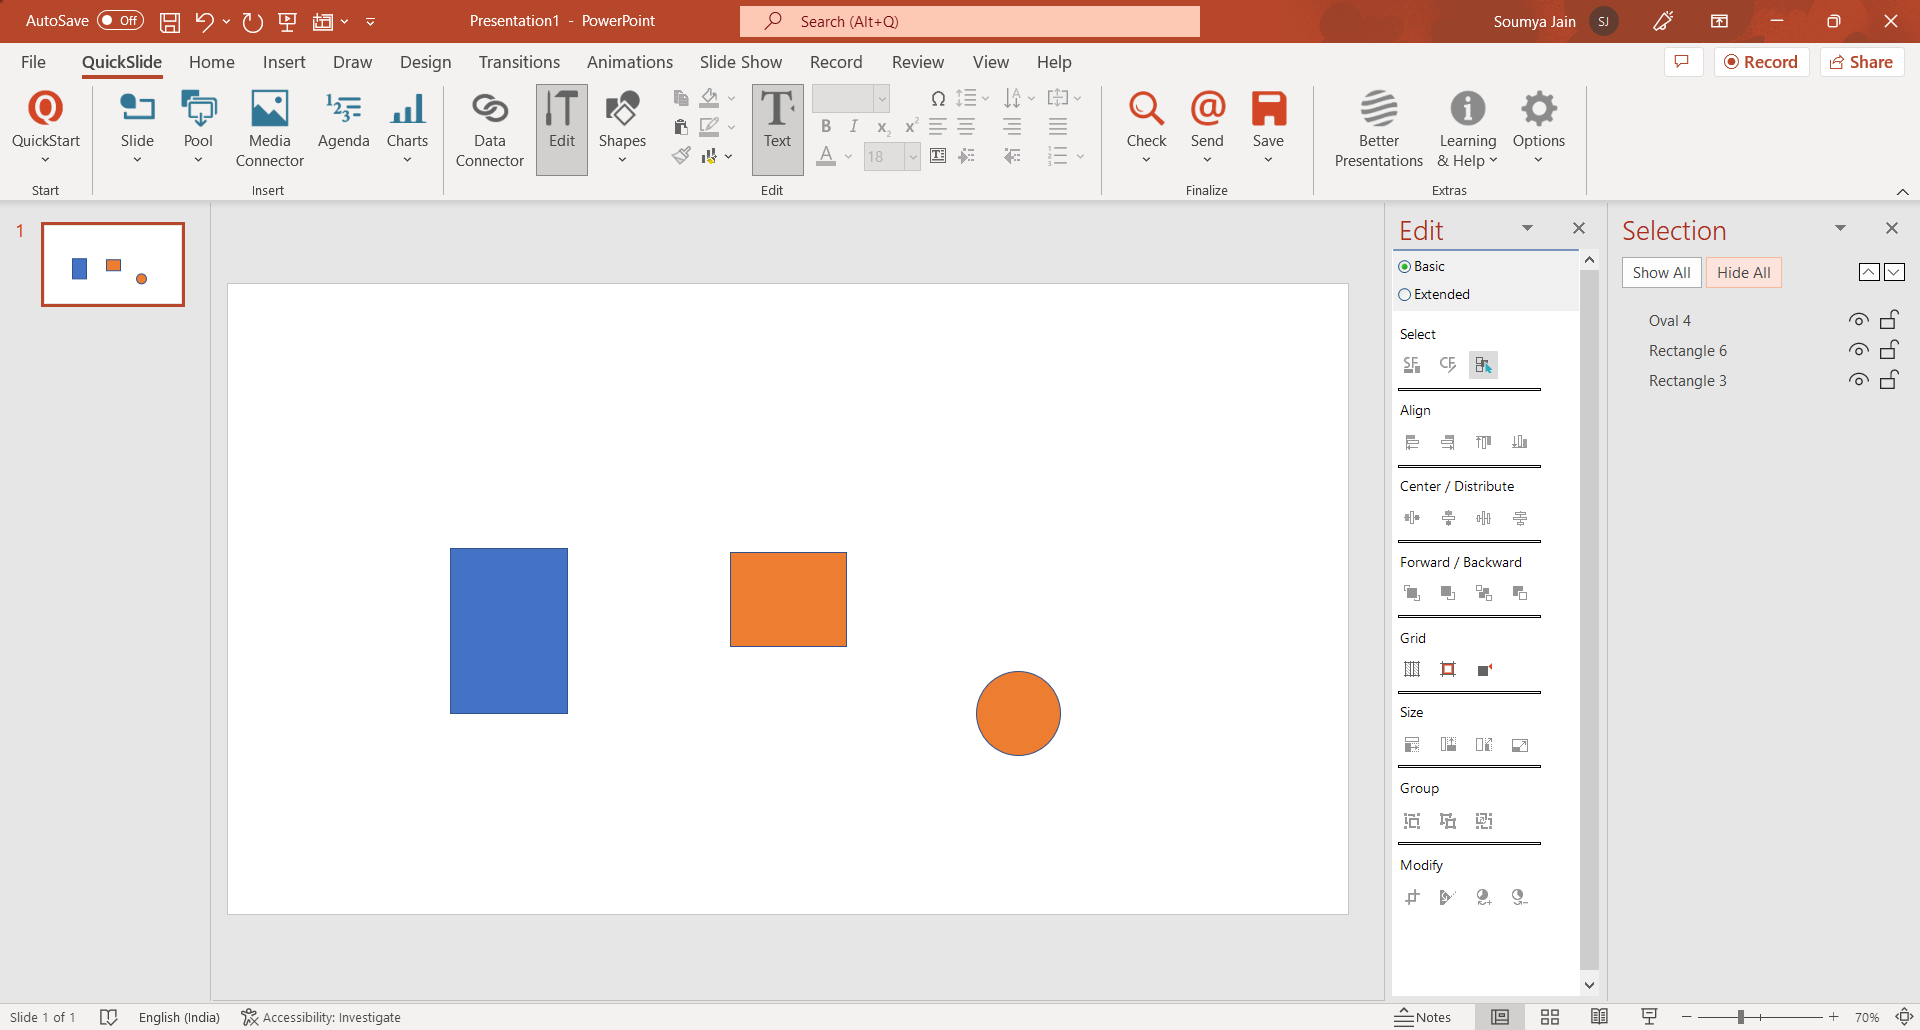 AutoSave Off
Presentation1 - PowerPoint
Search (Alt+Q)
Soumya Jain SJ
File QuickSlide Home Insert Draw Design Transitions Animations Slide Show Record Review View Help
Record Share
QuickStart
Start
Slide Pool Media Connector Agenda Charts
Insert
Data Connector Edit Shapes Text
B I x₂ x² A 18
Edit
Check Send Save
Finalize
Better Presentations Learning & Help Options
Extras
1
Edit
Basic
Extended
Select
SF CF
Align
Center / Distribute
Forward / Backward
Grid
Size
Group
Modify
Selection
Show All Hide All
Oval 4
Rectangle 6
Rectangle 3
Slide 1 of 1 English (India) Accessibility: Investigate Notes 70%